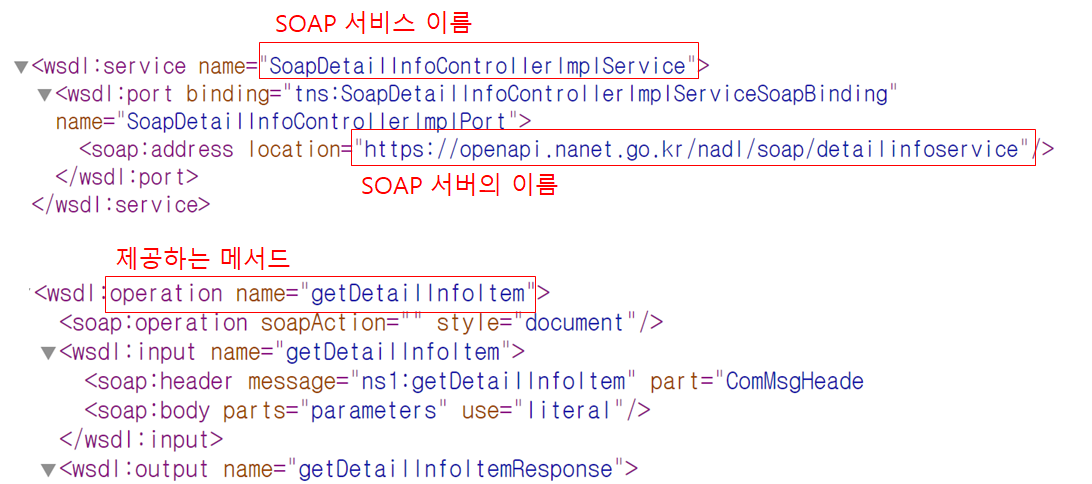 SOAP 서비스 이름
▼<wsdl:service name="SoapDetailInfoControllerImplService">
▼<wsdl:port binding="tns:SoapDetailInfoControllerImplServiceSoapBinding"
name="SoapDetailInfoControllerImplPort">
<soap:address location="https://openapi.nanet.go.kr/nadl/soap/detailinfoservice"/>
</wsdl:port>
SOAP 서버의 이름
</wsdl:service>
제공하는 메서드
<wsdl:operation name="getDetailInfoItem">
<soap:operation soapAction="" style="document"/>
▼<wsdl:input name="getDetailInfoItem">
<soap:header message="ns1:getDetailInfoItem" part="ComMsgHeade
<soap:body parts="parameters" use="literal"/>
</wsdl:input>
▼<wsdl:output name="getDetailInfoItemResponse">